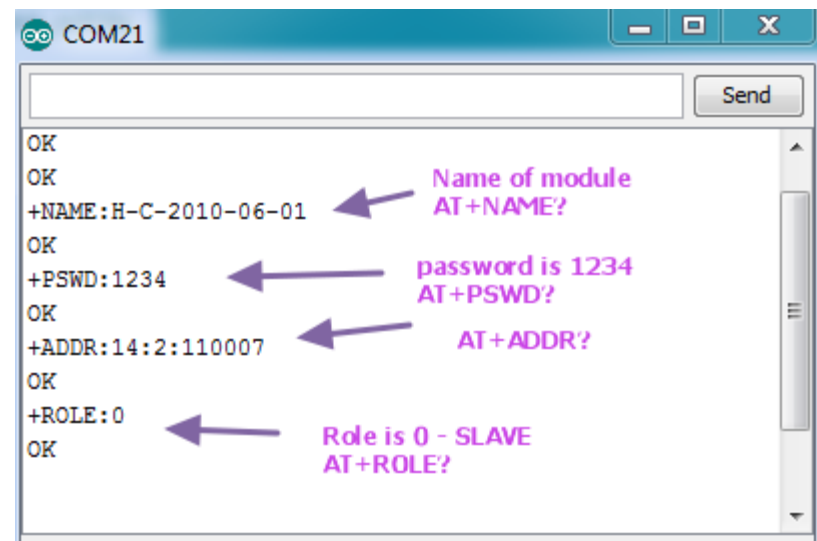 COM21
Send
OK
OK
+NAME:H-C-2010-06-01
Name of module
AT+NAME?
OK
+PSWD:1234
password is 1234
AT+PSWD?
OK
+ADDR:14:2:110007
AT+ADDR?
OK
+ROLE:0
Role is 0 - SLAVE
AT+ROLE?
OK